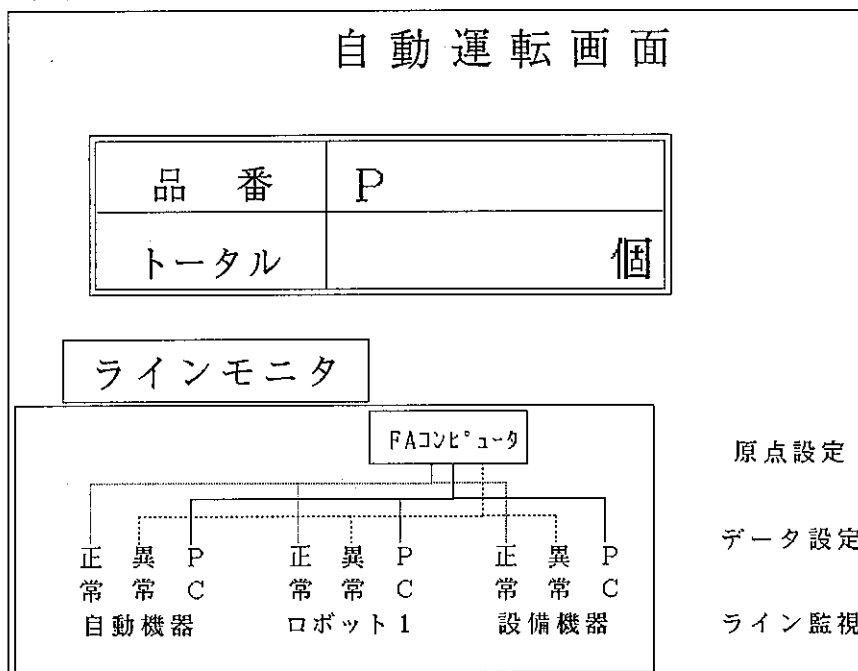 自動運転画面
品番 P
トータル 個
ラインモニタ
FAコンピュータ
原点設定
データ設定
正常 異常 PC 正常 異常 PC 正常 異常 PC
自動機器 ロボット1 設備機器
ライン監視